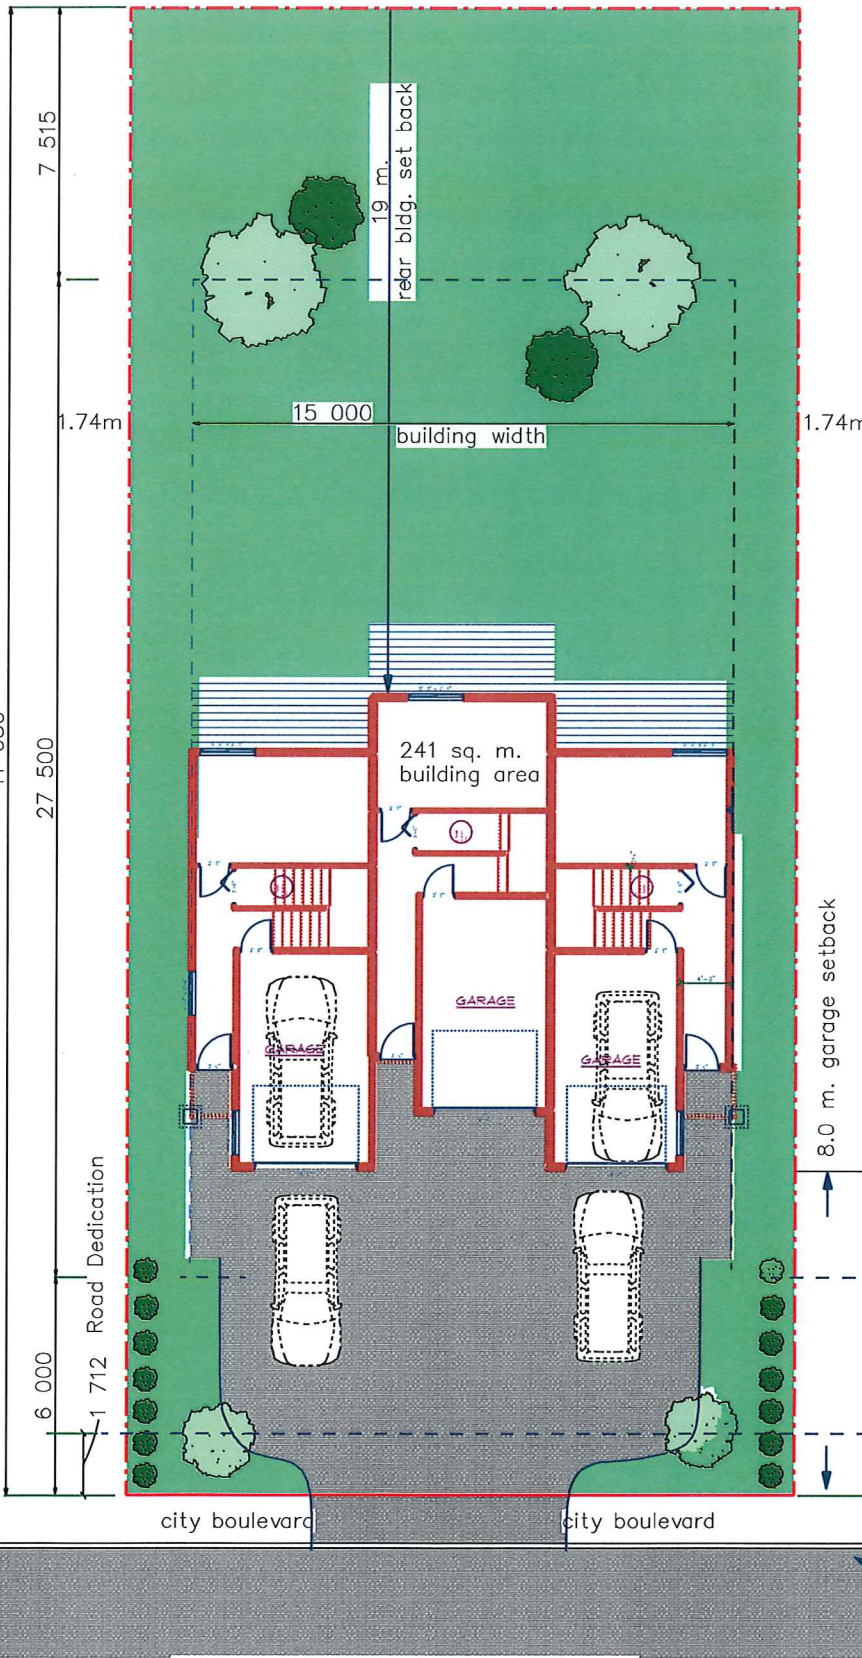 7 515
19 m.
rear bldg. set back
1.74m
15 000
1.74m
building width
27 500
241 sq. m.
building area
GARAGE
GARAGE
GARAGE
8.0 m. garage setback
1 712 Road Dedication
6 000
city boulevard
city boulevard